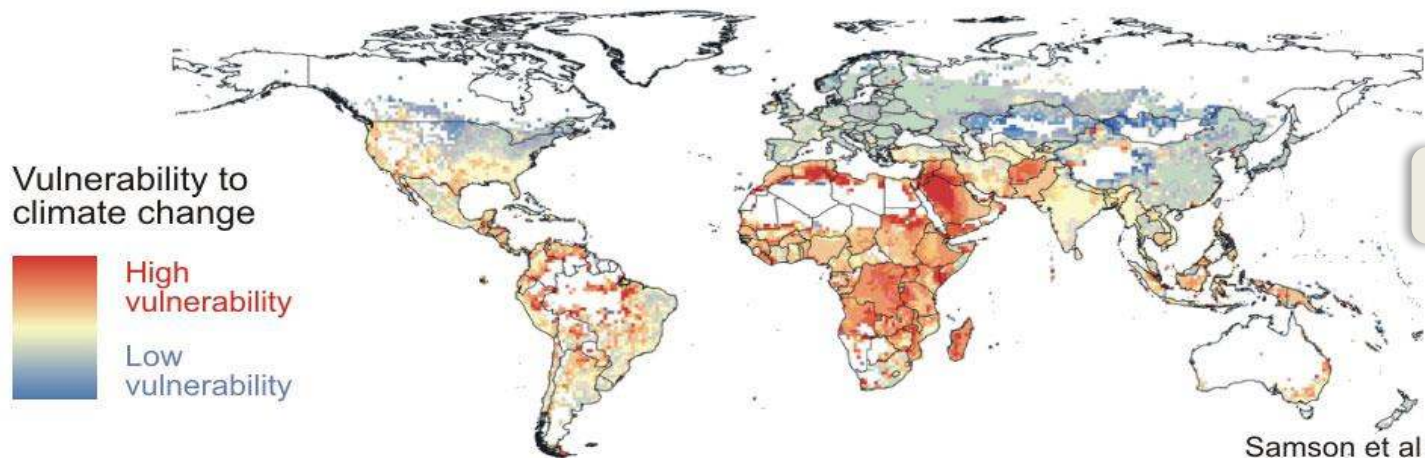 Vulnerability to
climate change
High
vulnerability
Low
vulnerability
Samson et al